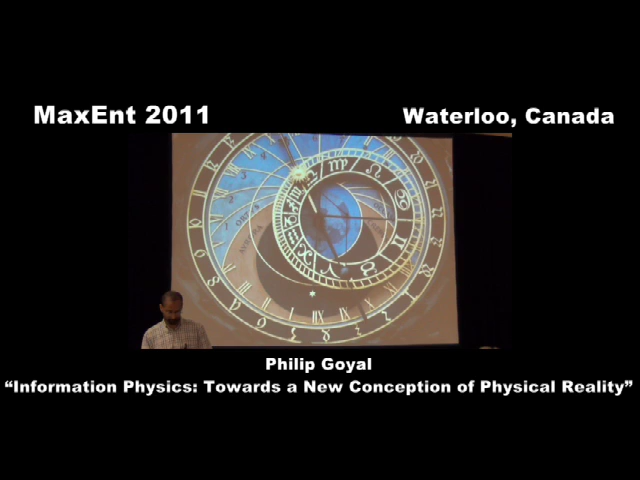 MaxEnt 2011
Waterloo, Canada
Philip Goyal
“Information Physics: Towards a New Conception of Physical Reality”